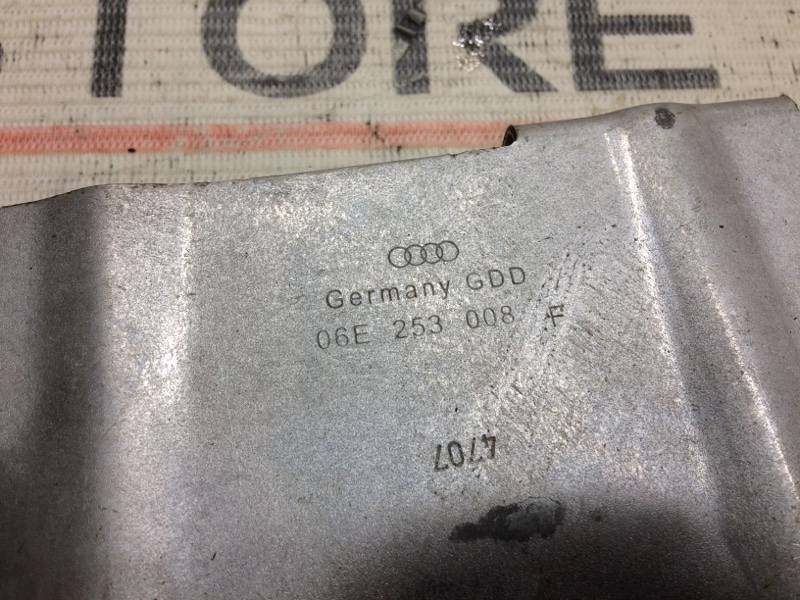 STORE
Germany GDD
06E 253 008 F
4707